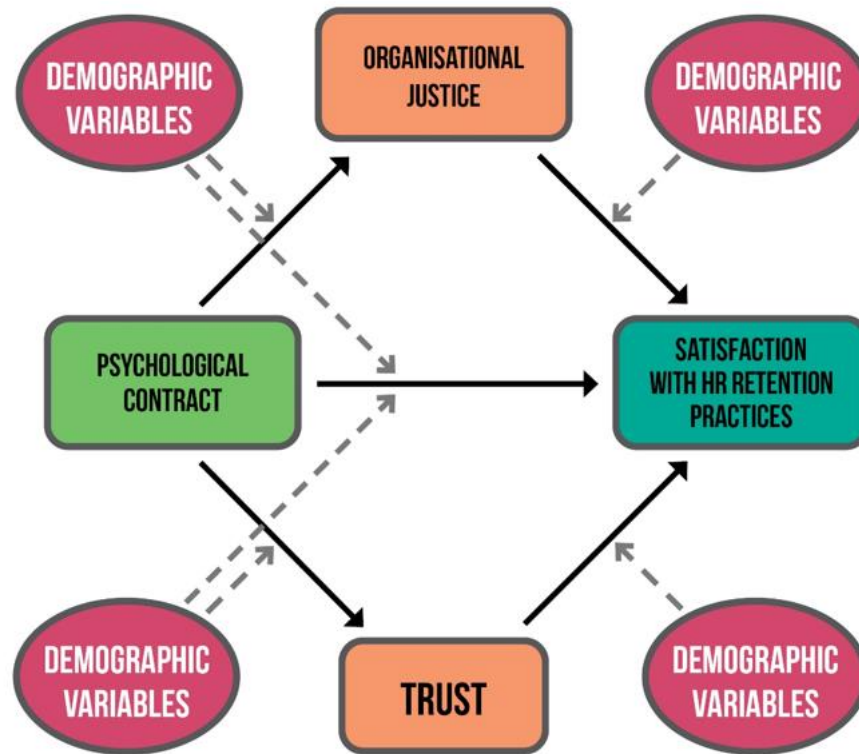 DEMOGRAPHIC
VARIABLES
ORGANISATIONAL
JUSTICE
DEMOGRAPHIC
VARIABLES
PSYCHOLOGICAL
CONTRACT
SATISFACTION
WITH HR RETENTION
PRACTICES
DEMOGRAPHIC
VARIABLES
TRUST
DEMOGRAPHIC
VARIABLES